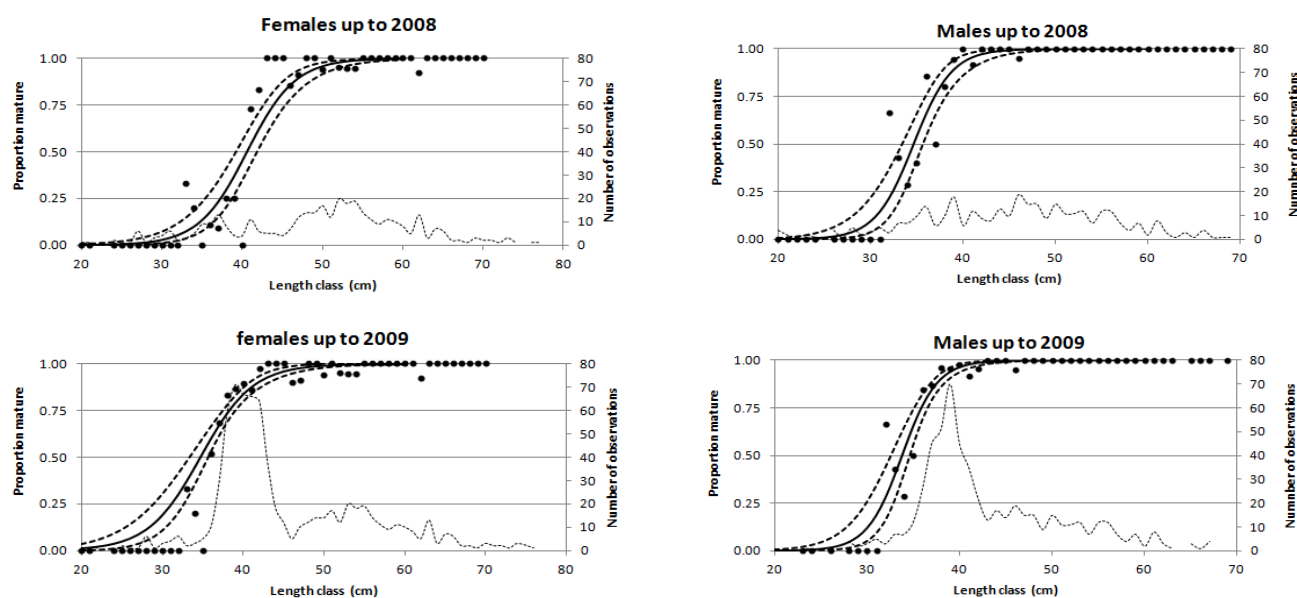 Females up to 2008
1.00
0.75
0.50
0.25
0.00
Proportion mature
80
70
60
50
40
30
20
10
0
Number of observations
20 30 40 50 60 70 80
Length class (cm)
Males up to 2008
1.00
0.75
0.50
0.25
0.00
Proportion mature
80
70
60
50
40
30
20
10
0
Numnber of observations
20 30 40 50 60 70
Length class (cm)
females up to 2009
1.00
0.75
0.50
0.25
0.00
Proportion mature
80
70
60
50
40
30
20
10
0
Number of observations
20 30 40 50 60 70 80
Length class (cm)
Males up to 2009
1.00
0.75
0.50
0.25
0.00
Proportion mature
80
70
60
50
40
30
20
10
0
Numnber of observations
20 30 40 50 60 70
Length class (cm)